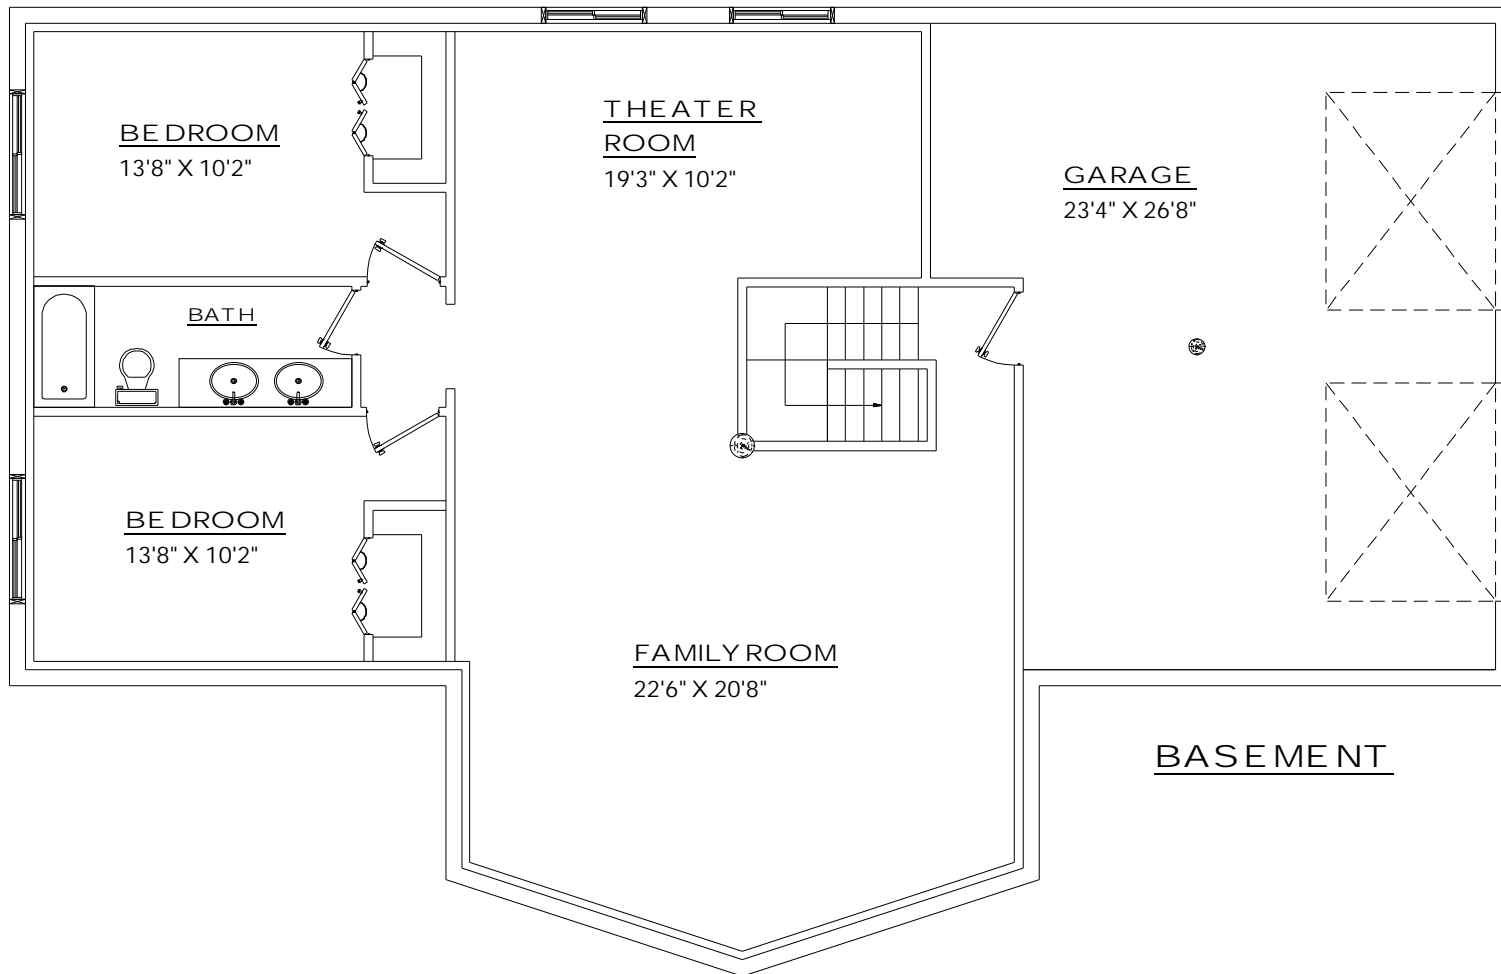 BEDROOM
13'8" X 10'2"
THEATER
ROOM
19'3" X 10'2"
GARAGE
23'4" X 26'8"
BATH
BEDROOM
13'8" X 10'2"
FAMILY ROOM
22'6" X 20'8"
BASEMENT